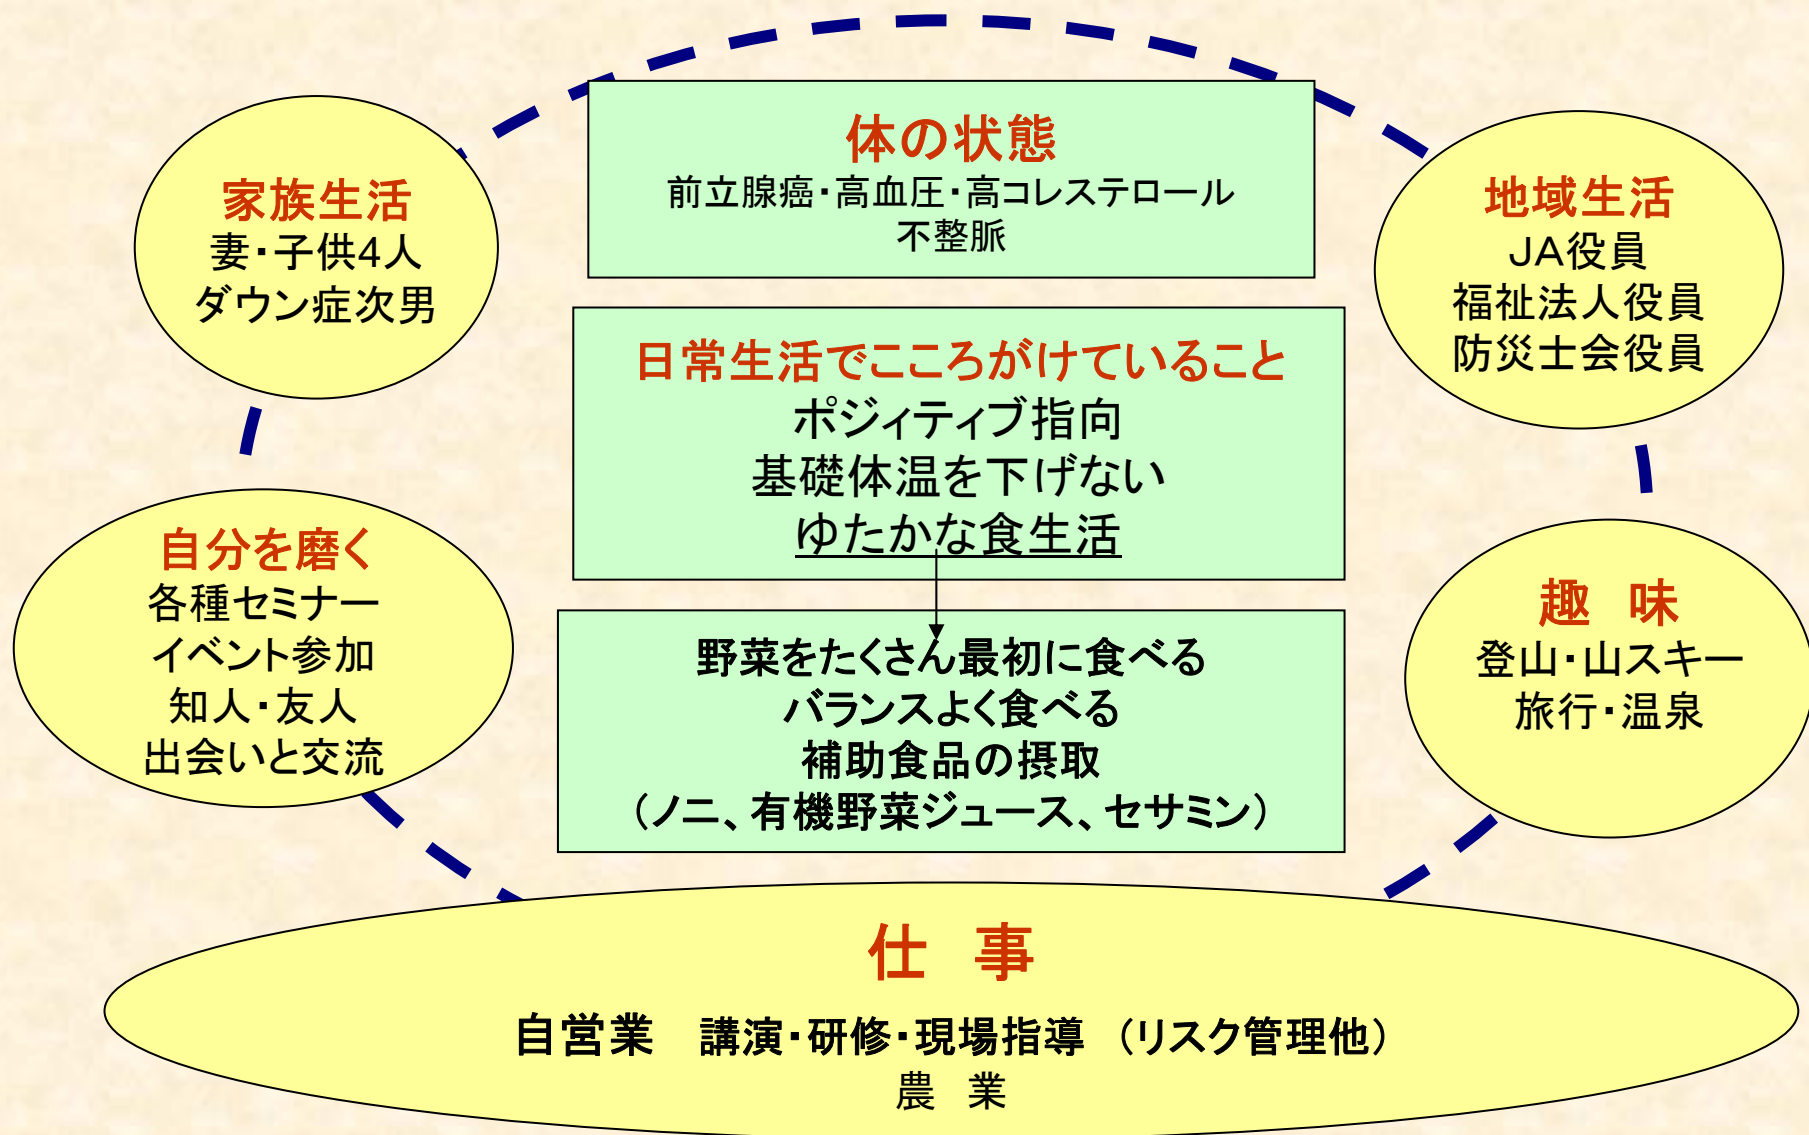 体の状態
前立腺癌・高血圧・高コレステロール
不整脈
家族生活
妻・子供4人
ダウン症次男
地域生活
JA役員
福祉法人役員
防災士会役員
日常生活でこころがけていること
ポジィティブ指向
基礎体温を下げない
ゆたかな食生活
自分を磨く
各種セミナー
イベント参加
知人・友人
出会いと交流
趣　味
登山・山スキー
旅行・温泉
野菜をたくさん最初に食べる
バランスよく食べる
補助食品の摂取
（ノニ、有機野菜ジュース、セサミン）
仕　事
自営業　講演・研修・現場指導　（リスク管理他）
農　業